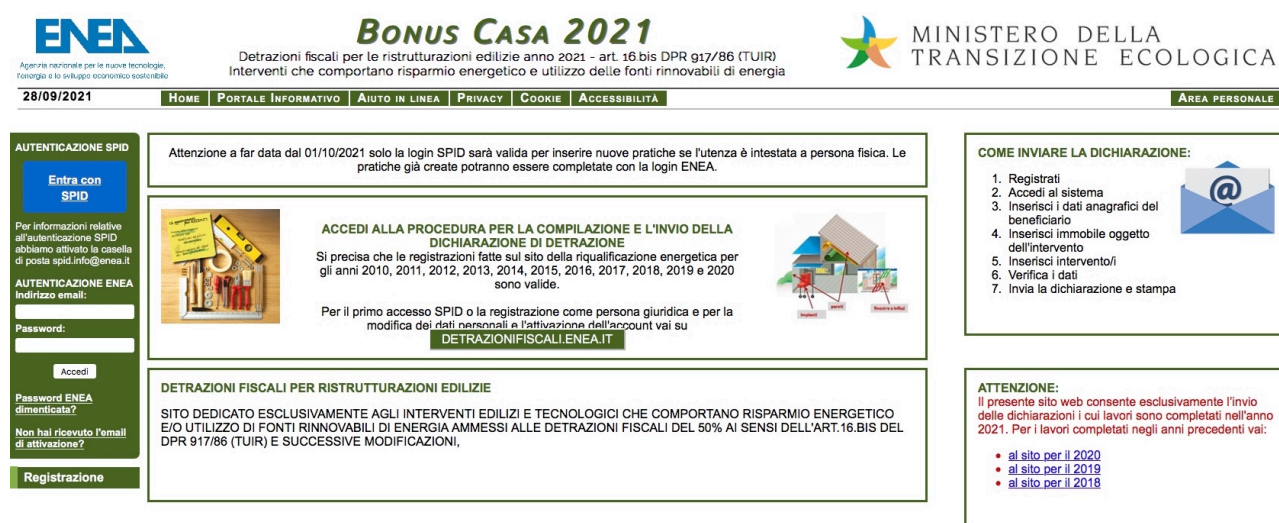 ENEA
Agenzia nazionale per le nuove tecnologie,
l'energia e lo sviluppo economico sostenibile
BONUS CASA 2021
Detrazioni fiscali per le ristrutturazioni edilizie anno 2021 - art. 16.bis DPR 917/86 (TUIR)
Interventi che comportano risparmio energetico e utilizzo delle fonti rinnovabili di energia
MINISTERO DELLA
TRANSIZIONE ECOLOGICA
28/09/2021
HOME
PORTALE INFORMATIVO
AIUTO IN LINEA
PRIVACY
COOKIE
ACCESSIBILITÀ
AREA PERSONALE
AUTENTICAZIONE SPID
Entra con
SPID
Per informazioni relative
all'autenticazione SPID
abbiamo attivato la casella
di posta spid.info@enea.it
AUTENTICAZIONE ENEA
Indirizzo email:
Password:
Accedi
Password ENEA
dimenticata?
Non hai ricevuto l'email
di attivazione?
Registrazione
Attenzione a far data dal 01/10/2021 solo la login SPID sarà valida per inserire nuove pratiche se l'utenza è intestata a persona fisica. Le
pratiche già create potranno essere completate con la login ENEA.
ACCEDI ALLA PROCEDURA PER LA COMPILAZIONE E L'INVIO DELLA
DICHIARAZIONE DI DETRAZIONE
Si precisa che le registrazioni fatte sul sito della riqualificazione energetica per
gli anni 2010, 2011, 2012, 2013, 2014, 2015, 2016, 2017, 2018, 2019 e 2020
sono valide.
Per il primo accesso SPID o la registrazione come persona giuridica e per la
modifica dei dati personali e l'attivazione dell'account vai su
DETRAZIONIFISCALI.ENEA.IT
impianti
pareti
finestre e infissi
DETRAZIONI FISCALI PER RISTRUTTURAZIONI EDILIZIE
SITO DEDICATO ESCLUSIVAMENTE AGLI INTERVENTI EDILIZI E TECNOLOGICI CHE COMPORTANO RISPARMIO ENERGETICO
E/O UTILIZZO DI FONTI RINNOVABILI DI ENERGIA AMMESSI ALLE DETRAZIONI FISCALI DEL 50% AI SENSI DELL'ART.16.BIS DEL
DPR 917/86 (TUIR) E SUCCESSIVE MODIFICAZIONI,
COME INVIARE LA DICHIARAZIONE:
1. Registrati
2. Accedi al sistema
3. Inserisci i dati anagrafici del
beneficiario
4. Inserisci immobile oggetto
dell'intervento
5. Inserisci intervento/i
6. Verifica i dati
7. Invia la dichiarazione e stampa
@
ATTENZIONE:
Il presente sito web consente esclusivamente l'invio
delle dichiarazioni i cui lavori sono completati nell'anno
2021. Per i lavori completati negli anni precedenti vai:
• al sito per il 2020
• al sito per il 2019
• al sito per il 2018